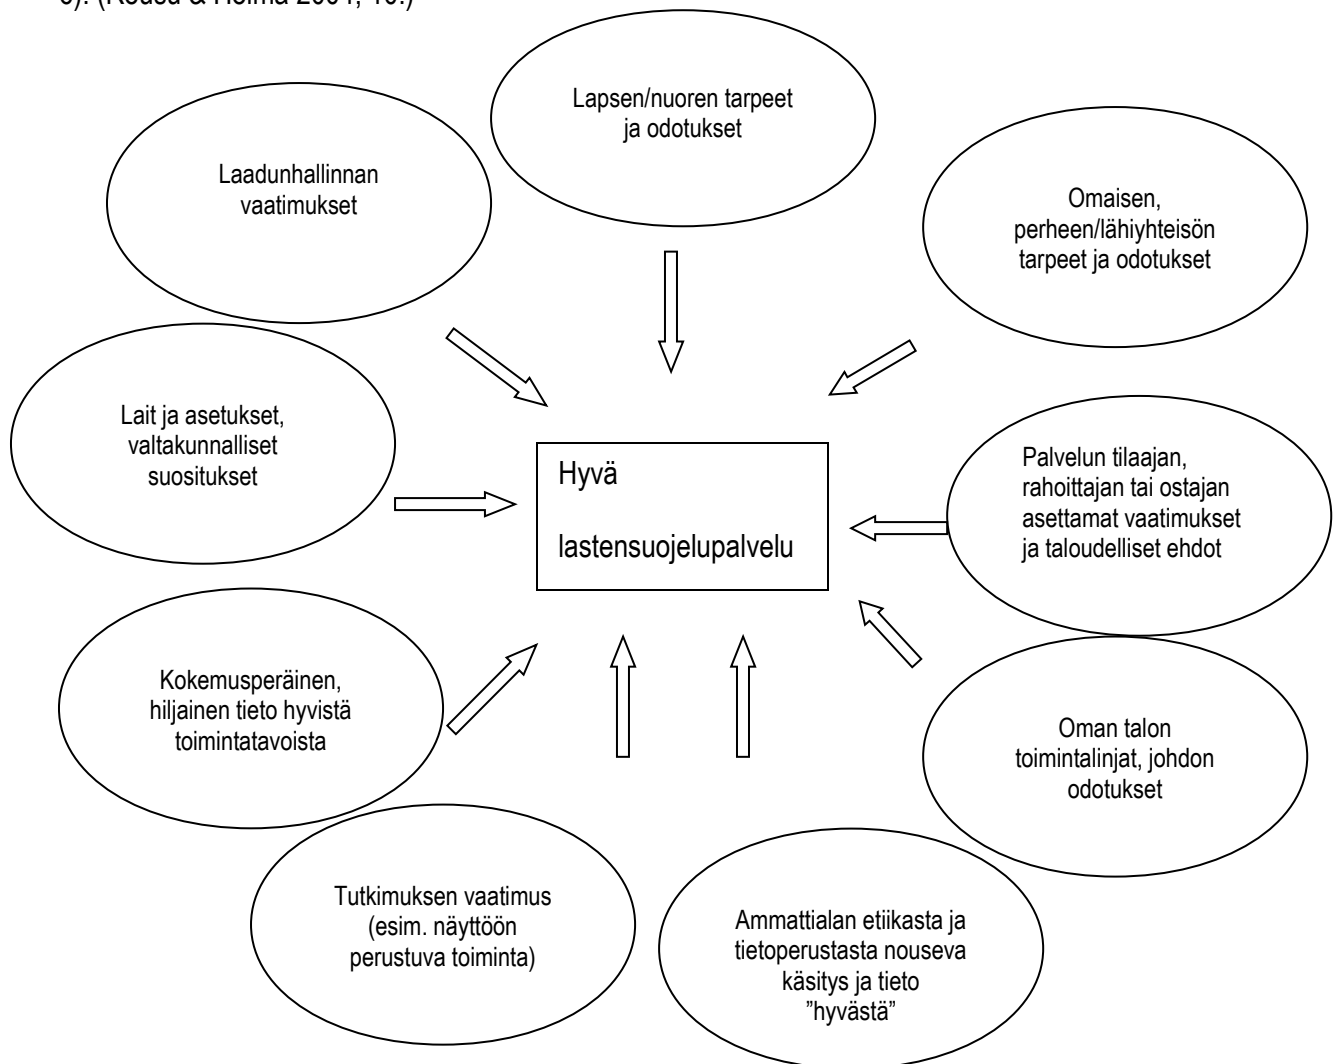 Lapsen/nuoren tarpeet
ja odotukset
Laadunhallinnan
vaatimukset
Omaisen,
perheen/lähiyhteisön
tarpeet ja odotukset
Lait ja asetukset,
valtakunnalliset
suositukset
Hyvä
lastensuojelupalvelu
Palvelun tilaajan,
rahoittajan tai ostajan
asettamat vaatimukset
ja taloudelliset ehdot
Kokemusperäinen,
hiljainen tieto hyvistä
toimintatavoista
Oman talon
toimintalinjat, johdon
odotukset
Tutkimuksen vaatimus
(esim. näyttöön
perustuva toiminta)
Ammattialan etiikasta ja
tietoperustasta nouseva
käsitys ja tieto
”hyvästä”